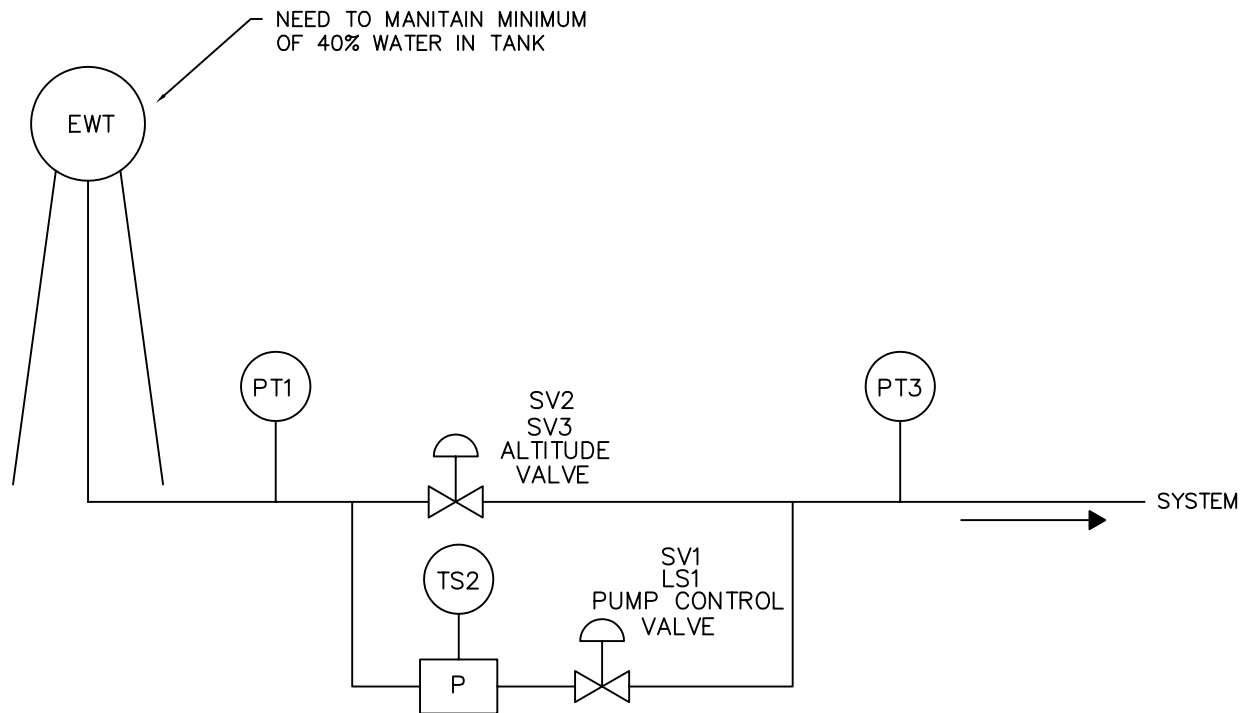 NEED TO MANITAIN MINIMUM
OF 40% WATER IN TANK
EWT
PT1
SV2
SV3
ALTITUDE
VALVE
PT3
SYSTEM
TS2
SV1
LS1
PUMP CONTROL
VALVE
P